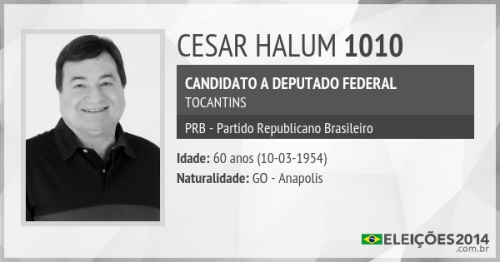 CESAR HALUM 1010
CANDIDATO A DEPUTADO FEDERAL
TOCANTINS
PRB - Partido Republicano Brasileiro
Idade: 60 anos (10-03-1954)
Naturalidade: GO - Anapolis
ELEIÇÕES2014
.com.br